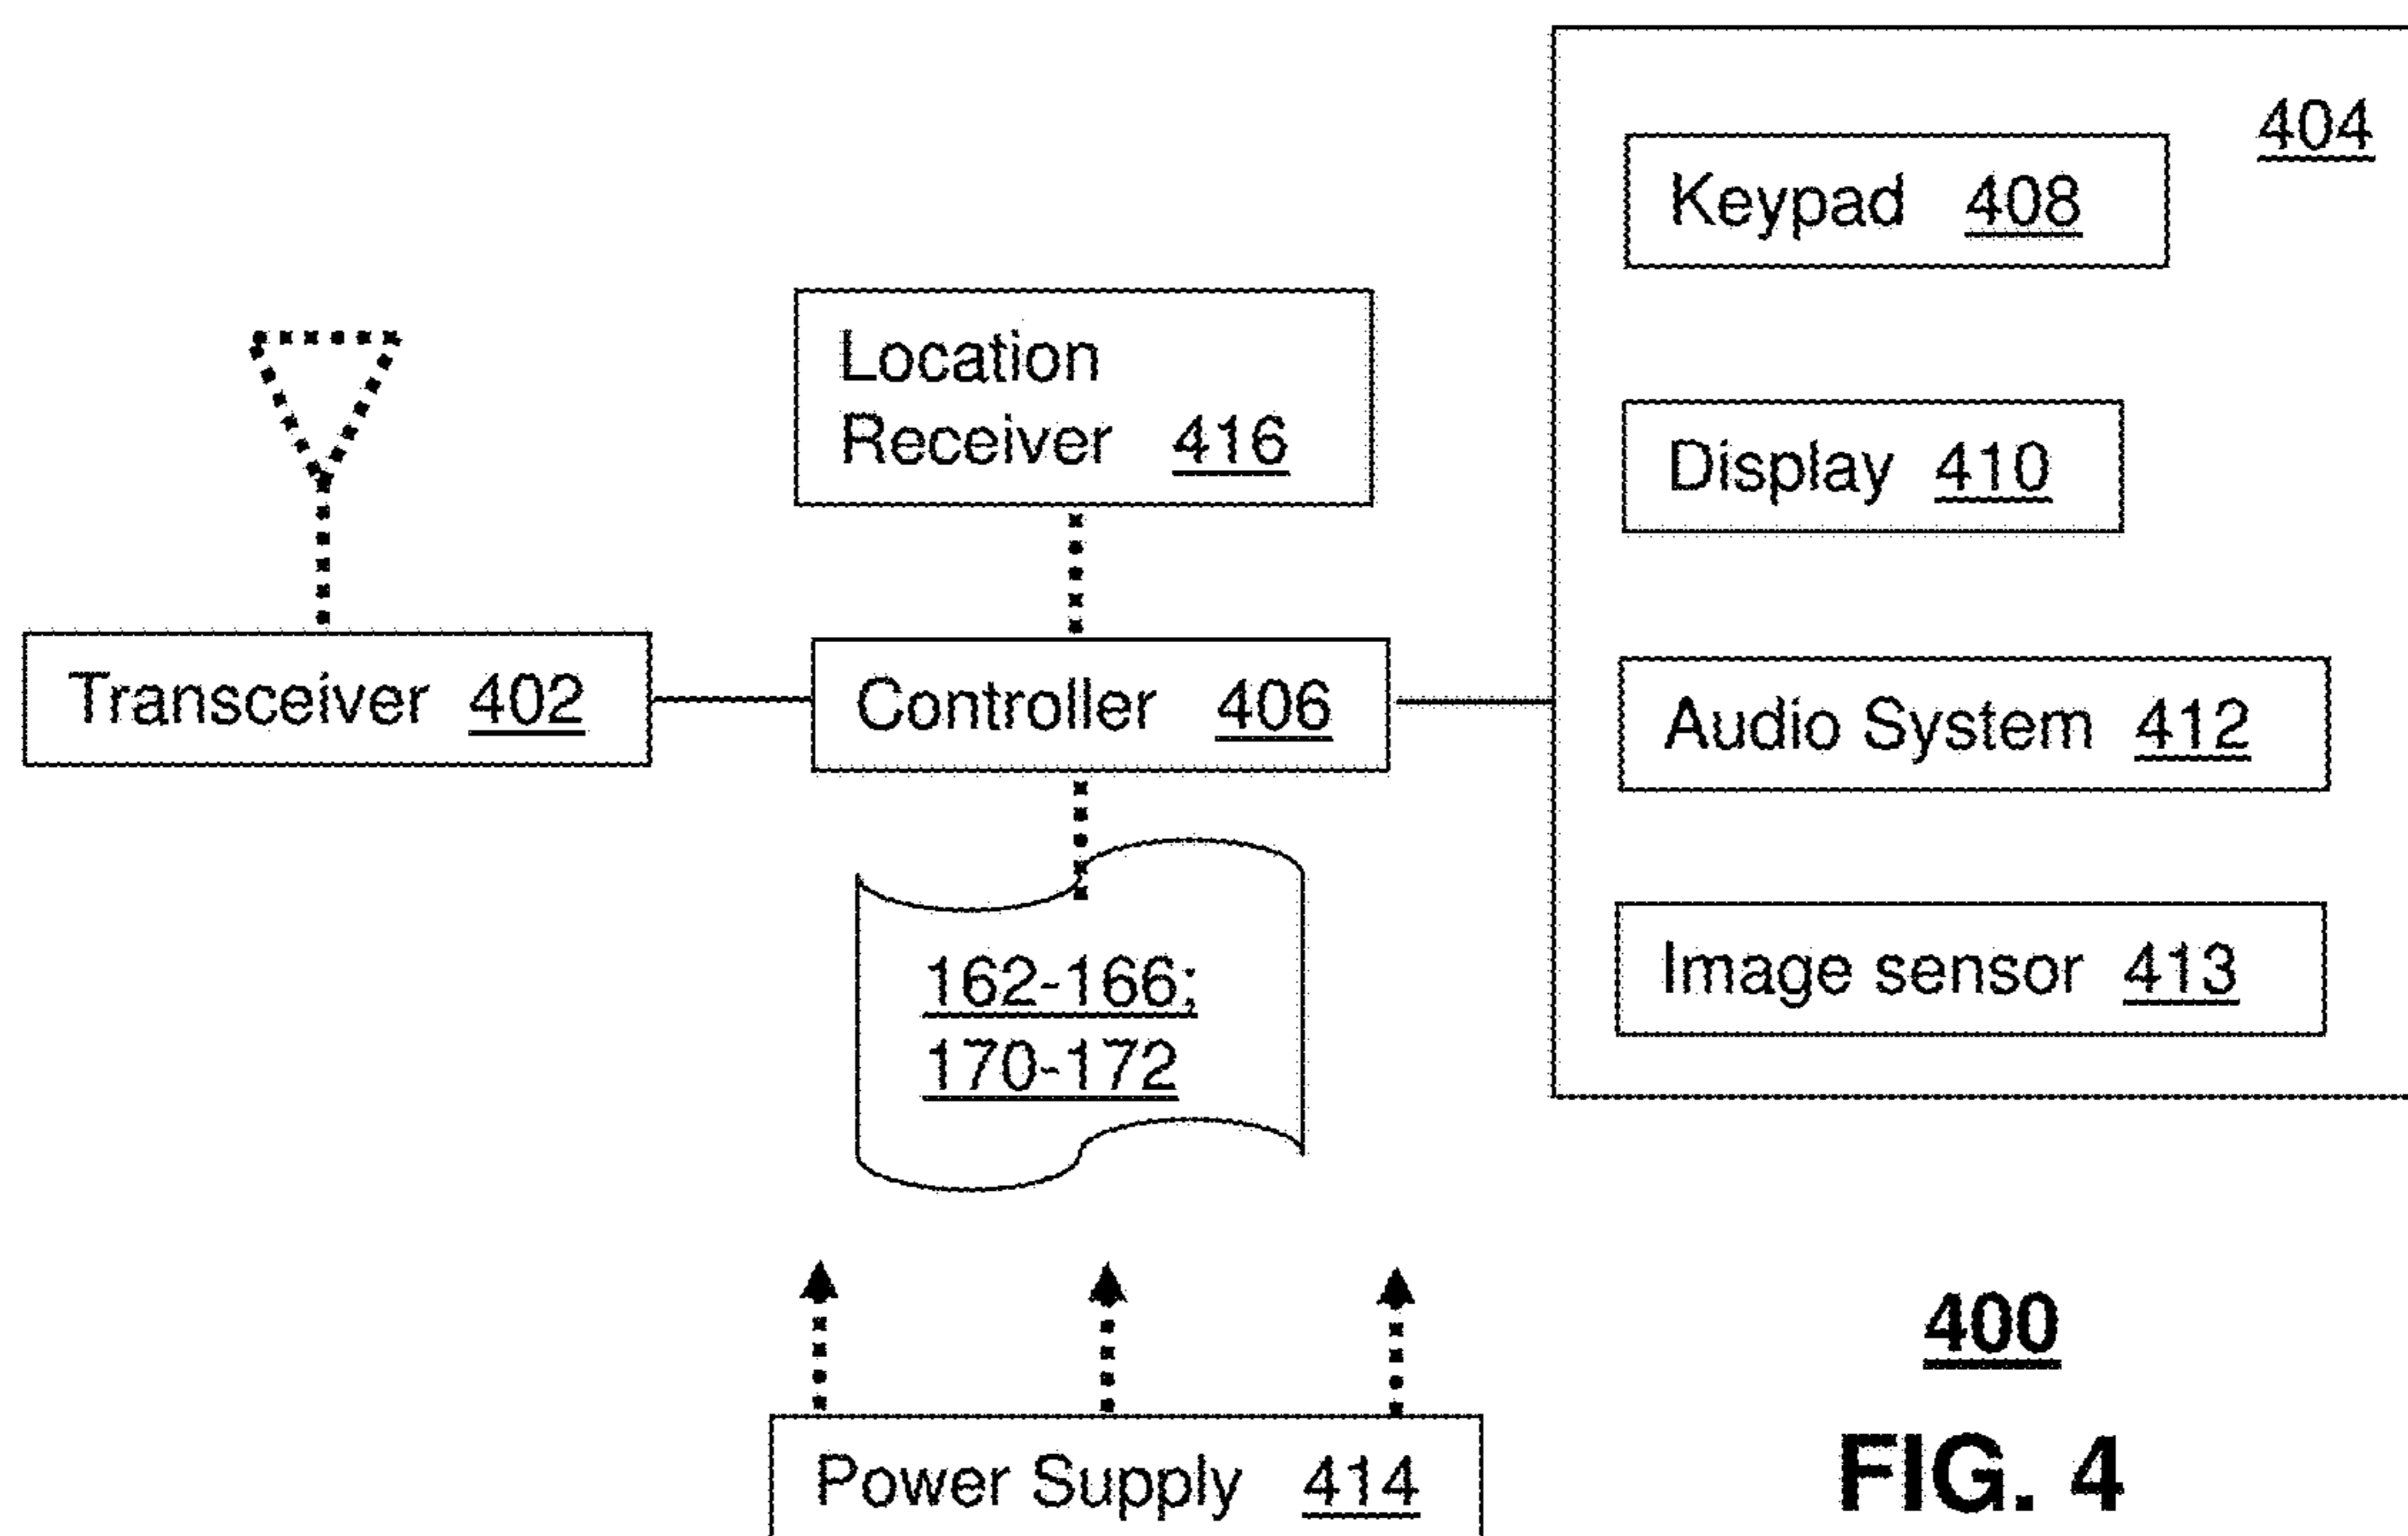 404
Keypad 408
Location
Receiver 416
Display 410
Transceiver 402
Controller 406
Audio System 412
162-166;
170-172
Image sensor 413
Power Supply 414
400
FIG. 4